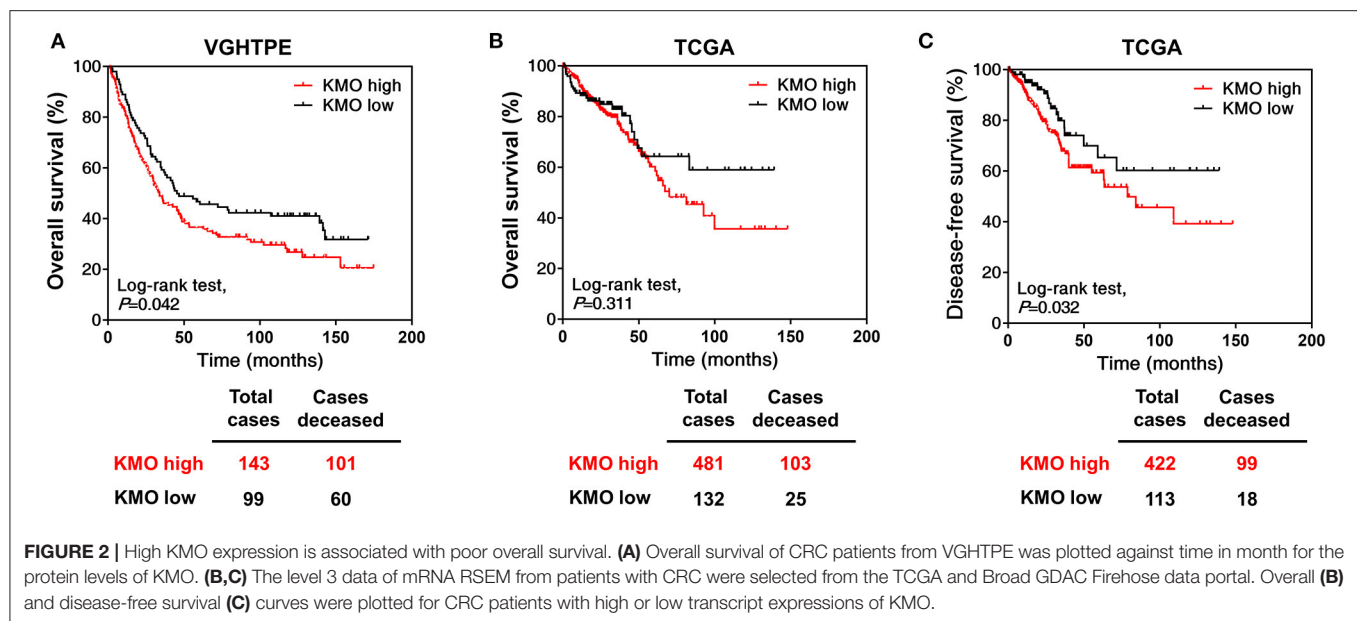 A
VGHTPE
Overall survival (%)
100
80
60
40
20
0
KMO high
KMO low
Log-rank test,
P=0.042
0 50 100 150 200
Time (months)
Total Cases
cases deceased
KMO high 143 101
KMO low 99 60
B
TCGA
Overall survival (%)
100
80
60
40
20
0
KMO high
KMO low
Log-rank test,
P=0.311
0 50 100 150 200
Time (months)
Total Cases
cases deceased
KMO high 481 103
KMO low 132 25
C
TCGA
Disease-free survival (%)
100
80
60
40
20
0
KMO high
KMO low
Log-rank test,
P=0.032
0 50 100 150 200
Time (months)
Total Cases
cases deceased
KMO high 422 99
KMO low 113 18
FIGURE 2 | High KMO expression is associated with poor overall survival. (A) Overall survival of CRC patients from VGHTPE was plotted against time in month for the
protein levels of KMO. (B,C) The level 3 data of mRNA RSEM from patients with CRC were selected from the TCGA and Broad GDAC Firehose data portal. Overall (B)
and disease-free survival (C) curves were plotted for CRC patients with high or low transcript expressions of KMO.